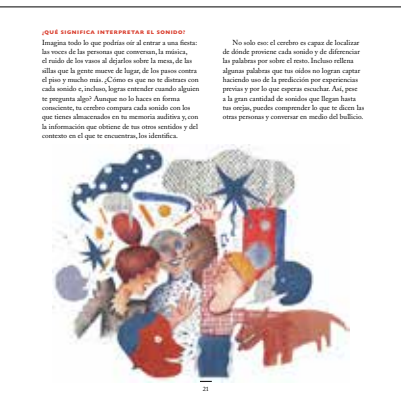 ¿QUÉ SIGNIFICA INTERPRETAR EL SONIDO?
Imagina todo lo que podrías oír al entrar a una fiesta:
las voces de las personas que conversan, la música,
el ruido de los vasos al dejarlos sobre la mesa, de las
sillas que la gente mueve de lugar, de los pasos contra
el piso y mucho más. ¿Cómo es que no te distraes con
cada sonido e, incluso, logras entender cuando alguien
te pregunta algo? Aunque no lo haces en forma
consciente, tu cerebro compara cada sonido con los
que tienes almacenados en tu memoria auditiva y, con
la información que obtiene de tus otros sentidos y del
contexto en el que te encuentras, los identifica.
No solo eso: el cerebro es capaz de localizar
de dónde proviene cada sonido y de diferenciar
las palabras por sobre el resto. Incluso rellena
algunas palabras que tus oídos no logran captar
haciendo uso de la predicción por experiencias
previas y por lo que esperas escuchar. Así, pese
a la gran cantidad de sonidos que llegan hasta
tus orejas, puedes comprender lo que te dicen las
otras personas y conversar en medio del bullicio.
21